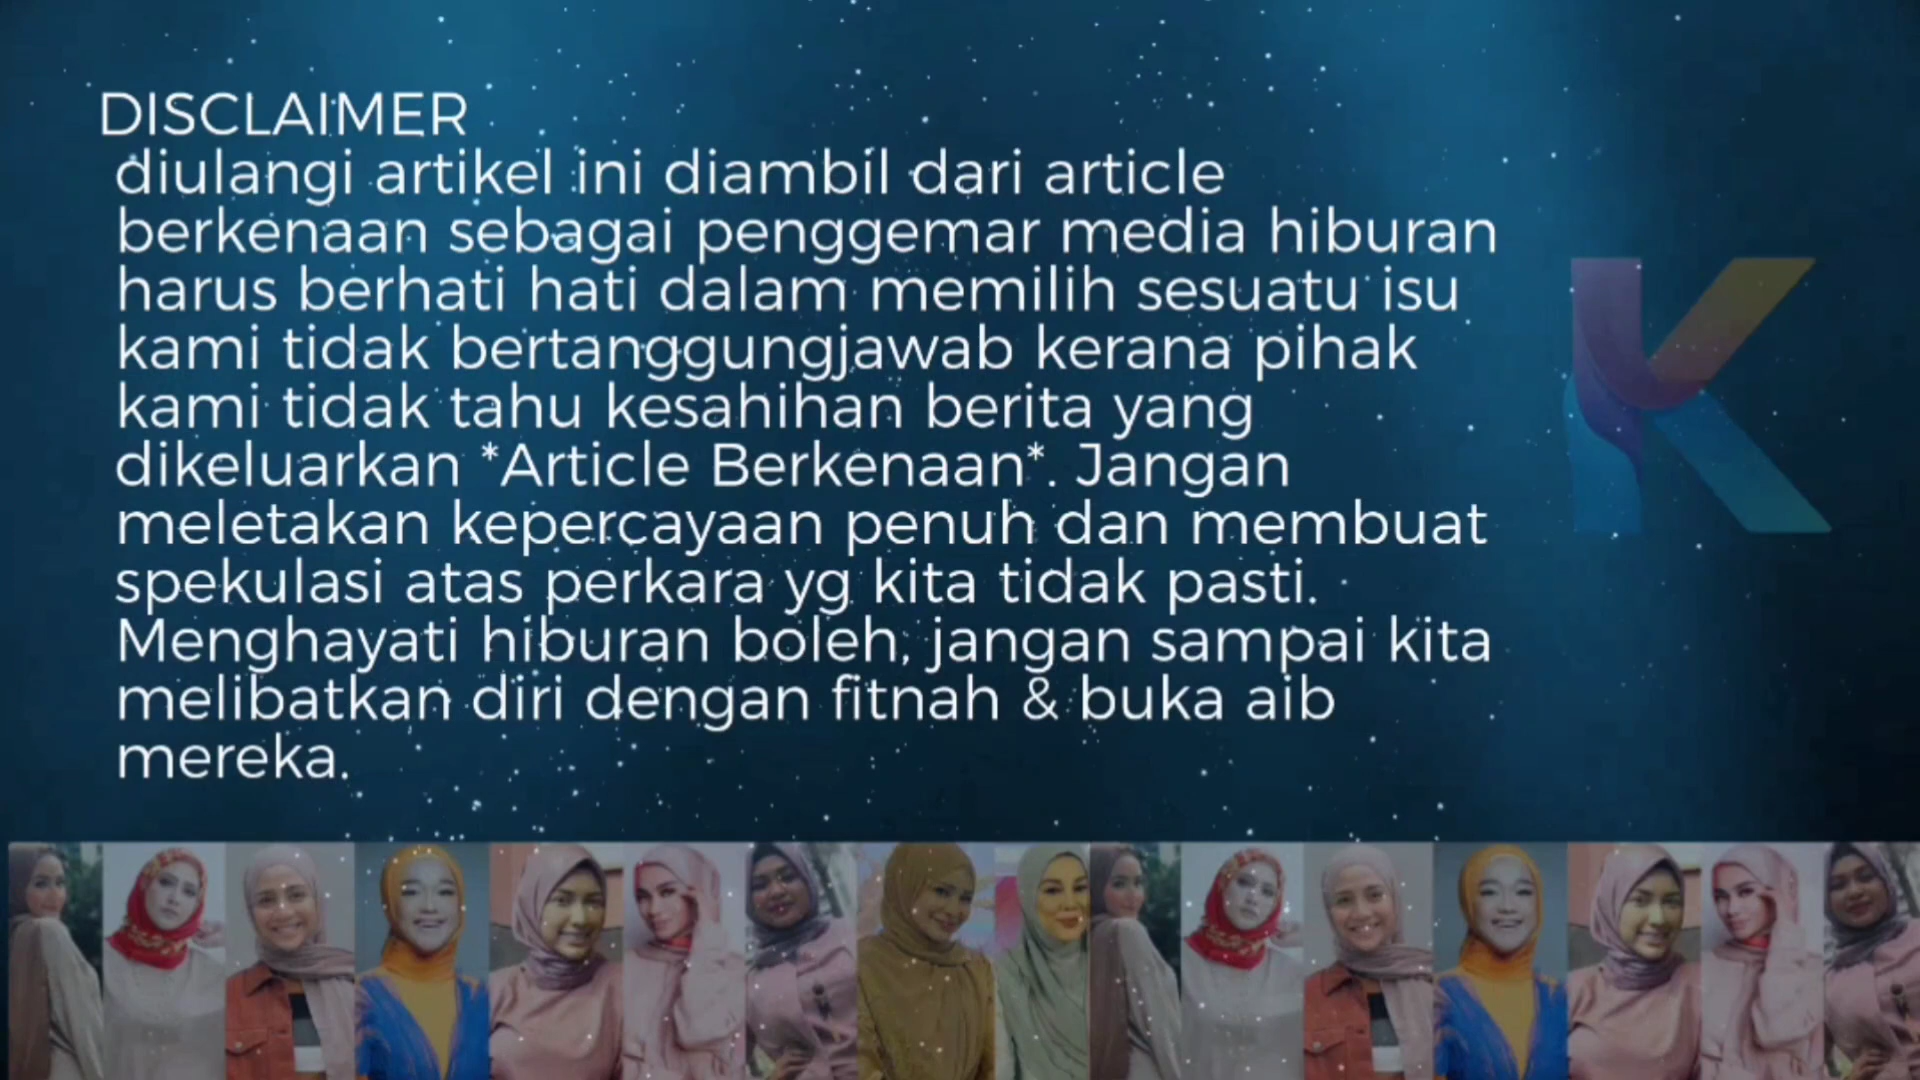 DISCLAIMER
diulangi artikel ini diambil dari article
berkenaan sebagai penggemar media hiburan
harus berhati hati dalam memilih sesuatu isu
kami tidak bertanggungjawab kerana pihak
kami tidak tahu kesahihan berita yang
dikeluarkan *Article Berkenaan*. Jangan
meletakan kepercayaan penuh dan membuat
spekulasi atas perkara yg kita tidak pasti.
Menghayati hiburan boleh, jangan sampai kita
melibatkan diri dengan fitnah & buka aib
mereka.
K